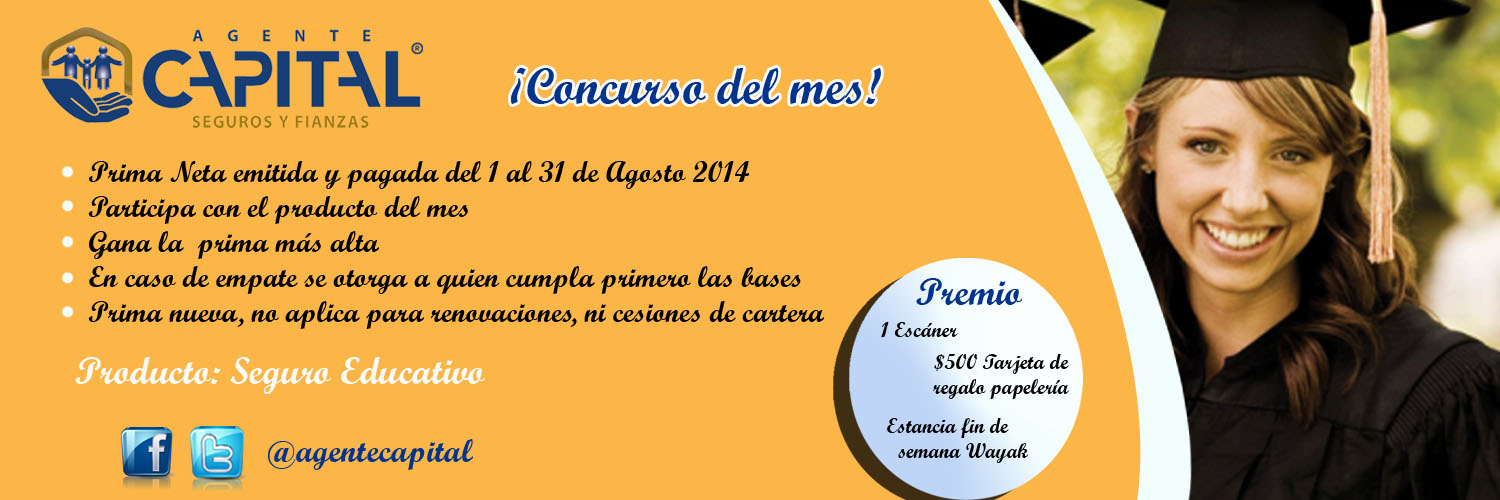 AGENTE
CAPITAL®
SEGUROS Y FIANZAS
¡Concurso del mes!
Prima Neta emitida y pagada del 1 al 31 de Agosto 2014
Participa con el producto del mes
Gana la prima más alta
En caso de empate se otorga a quien cumpla primero las bases
Prima nueva, no aplica para renovaciones, ni cesiones de cartera
Producto: Seguro Educativo
@agentecapital
Premio
1 Escáner
$500 Tarjeta de
regalo papelería
Estancia fin de
semana Wayak